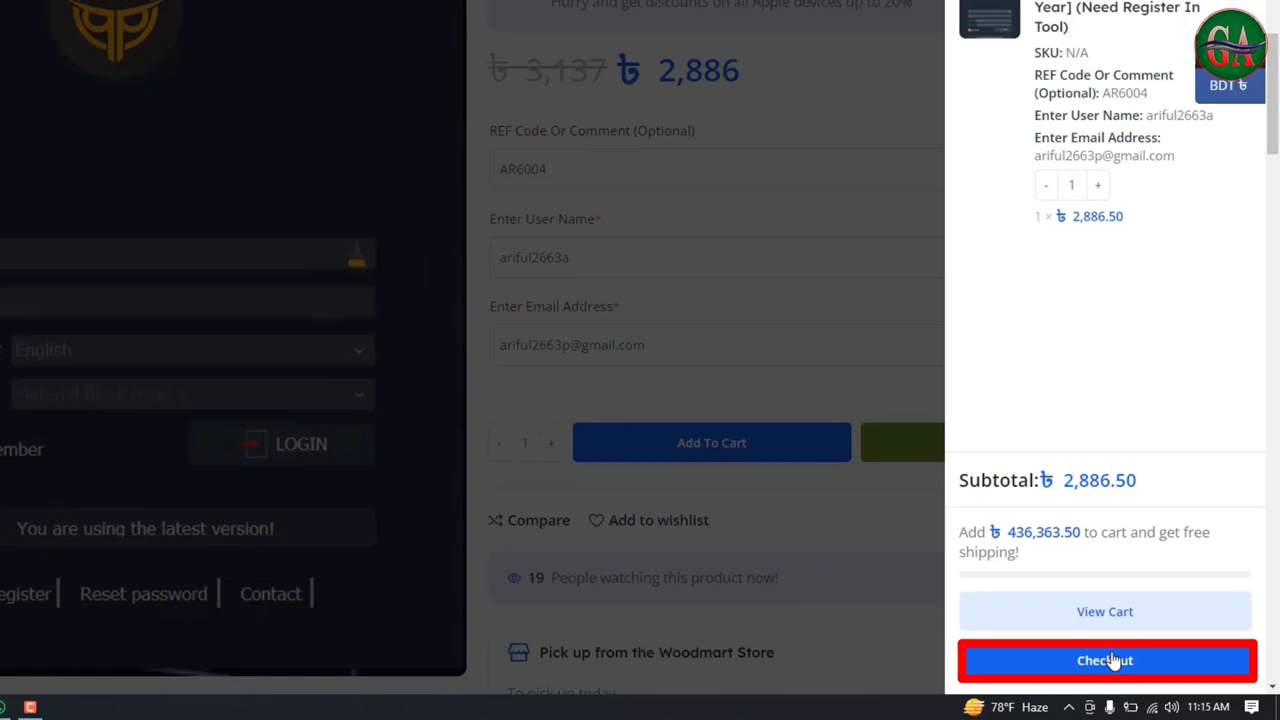 Hurry and get discounts on all Apple devices up to 20%
৳ 3,137 ৳ 2,886
REF Code Or Comment (Optional)
AR6004
Enter User Name*
ariful2663a
Enter Email Address*
ariful2663p@gmail.com
- 1 +
Add To Cart
Compare
Add to wishlist
19 People watching this product now!
Pick up from the Woodmart Store
To pick up today
English
LOGIN
You are using the latest version!
Reset password
Contact
Year] (Need Register In
Tool)
SKU: N/A
REF Code Or Comment
(Optional): AR6004
Enter User Name: ariful2663a
Enter Email Address:
ariful2663p@gmail.com
- 1 +
1 × ৳ 2,886.50
GA
BDT ৳
Subtotal:৳ 2,886.50
Add ৳ 436,363.50 to cart and get free
shipping!
View Cart
Checkout
78°F Haze
11:15 AM